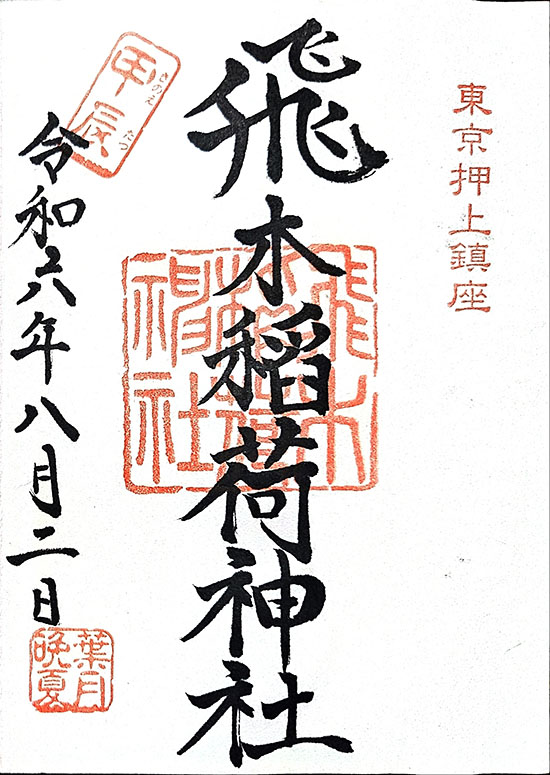 東京押上鎮座
飛木稲荷神社
飛木
稲荷
神社
甲辰
きのえ たつ
令和六年八月二日
葉月
晩夏